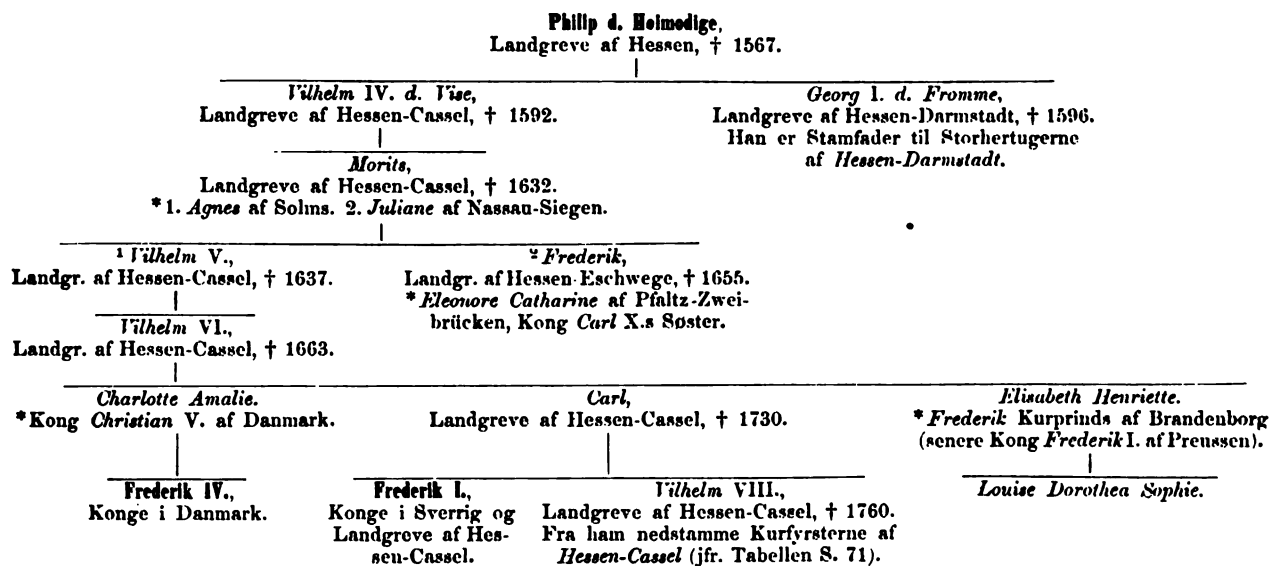 Philip d. Høimodige,
Landgreve af Hessen, † 1567.
Vilhelm IV. d. Vise,
Landgreve af Hessen-Cassel, † 1592.
Georg I. d. Fromme,
Landgreve af Hessen-Darmstadt, † 1596.
Han er Stamfader til Storhertugerne
af Hessen-Darmstadt.
Morits,
Landgreve af Hessen-Cassel, † 1632.
* 1. Agnes af Solms. 2. Juliane af Nassau-Siegen.
¹ Vilhelm V.,
Landgr. af Hessen-Cassel, † 1637.
² Frederik,
Landgr. af Hessen-Eschwege, † 1655.
* Eleonore Catharine af Pfaltz-Zwei-
brücken, Kong Carl X.s Søster.
Vilhelm VI.,
Landgr. af Hessen-Cassel, † 1663.
Charlotte Amalie.
* Kong Christian V. af Danmark.
Carl,
Landgreve af Hessen-Cassel, † 1730.
Elisabeth Henriette.
* Frederik Kurprinds af Brandenborg
(senere Kong Frederik I. af Preussen).
Frederik IV.,
Konge i Danmark.
Frederik I.,
Konge i Sverrig og
Landgreve af Hes-
sen-Cassel.
Vilhelm VIII.,
Landgreve af Hessen-Cassel, † 1760.
Fra ham nedstamme Kurfyrsterne af
Hessen-Cassel (jfr. Tabellen S. 71).
Louise Dorothea Sophie.